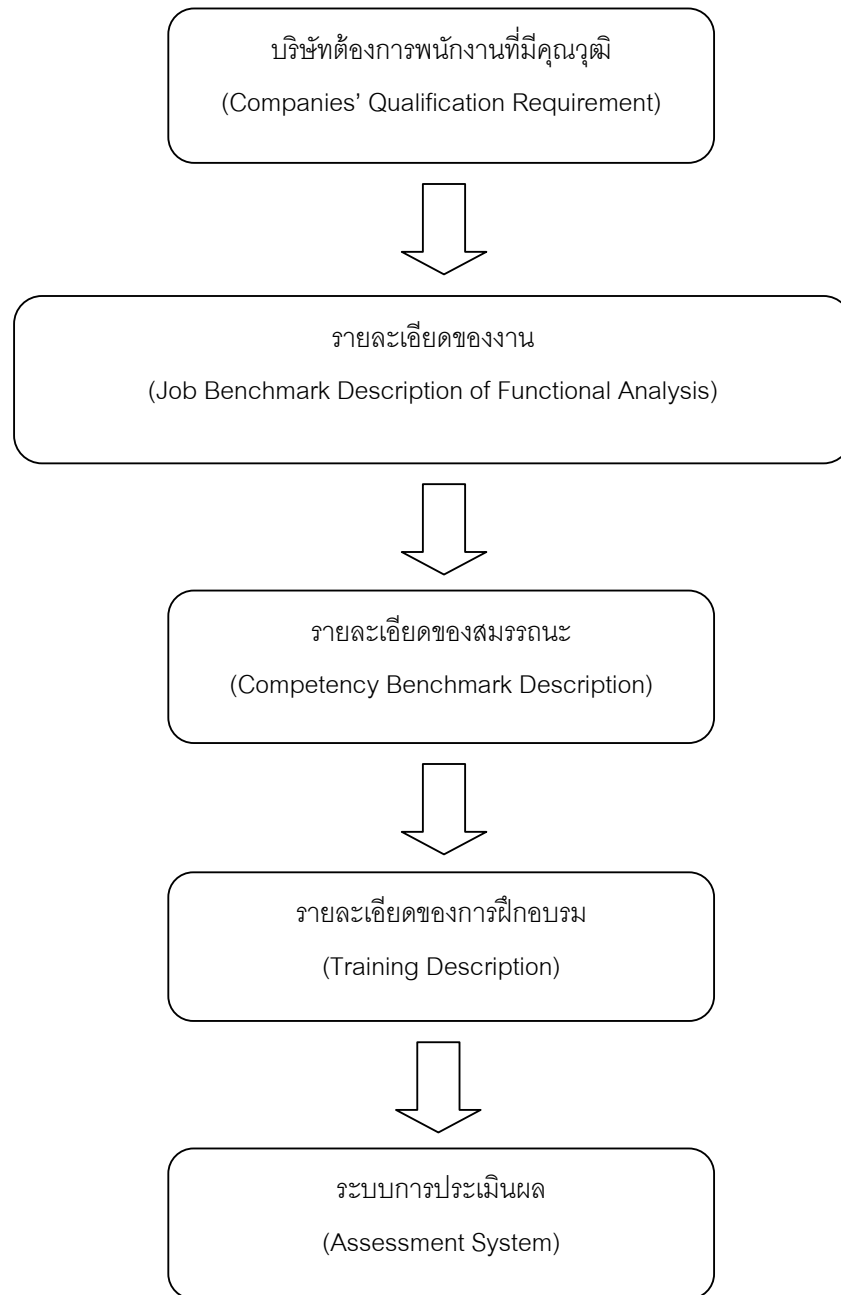 บริษัทต้องการพนักงานที่มีคุณวุฒิ
(Companies’ Qualification Requirement)
รายละเอียดของงาน
(Job Benchmark Description of Functional Analysis)
รายละเอียดของสมรรถนะ
(Competency Benchmark Description)
รายละเอียดของการฝึกอบรม
(Training Description)
ระบบการประเมินผล
(Assessment System)